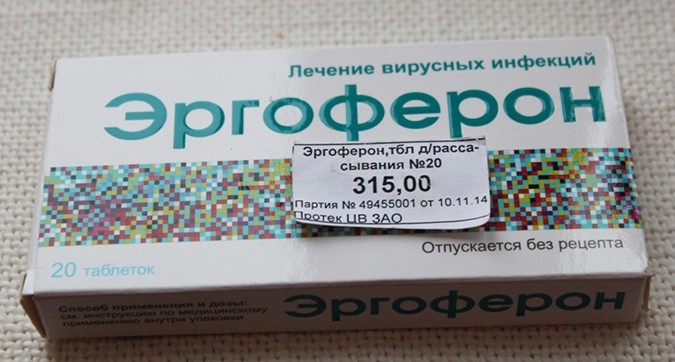 Лечение вирусных инфекций
Эргоферон
Эргоферон,тбл д/расса-
сывания №20
315,00
Партия № 49455001 от 10.11.14
Протек ЦВ ЗАО
Отпускается без рецепта
20 таблеток
Способ применения и дозы:
см. инструкцию по медицинскому
применению внутри упаковки
Эргоферон